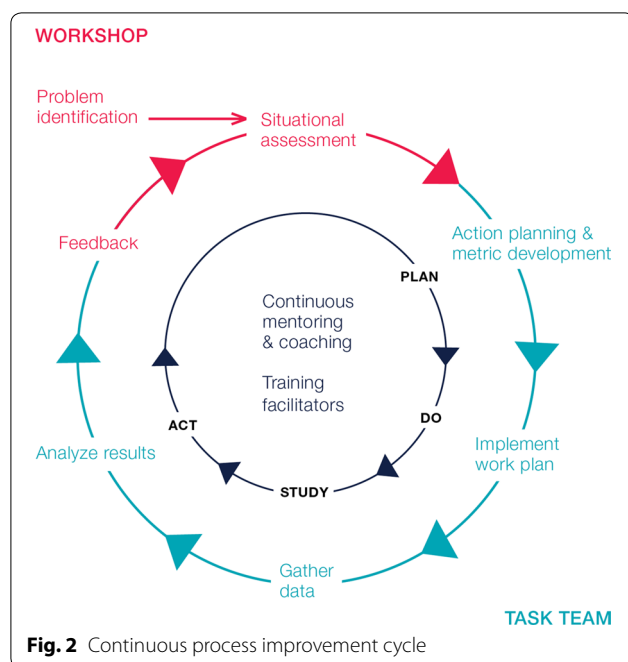 WORKSHOP
Problem
identification
Situational
assessment
Feedback
Action planning &
metric development
PLAN
Continuous
mentoring
& coaching
Training
facilitators
DO
ACT
STUDY
Analyze results
Implement
work plan
Gather
data
TASK TEAM
Fig. 2 Continuous process improvement cycle